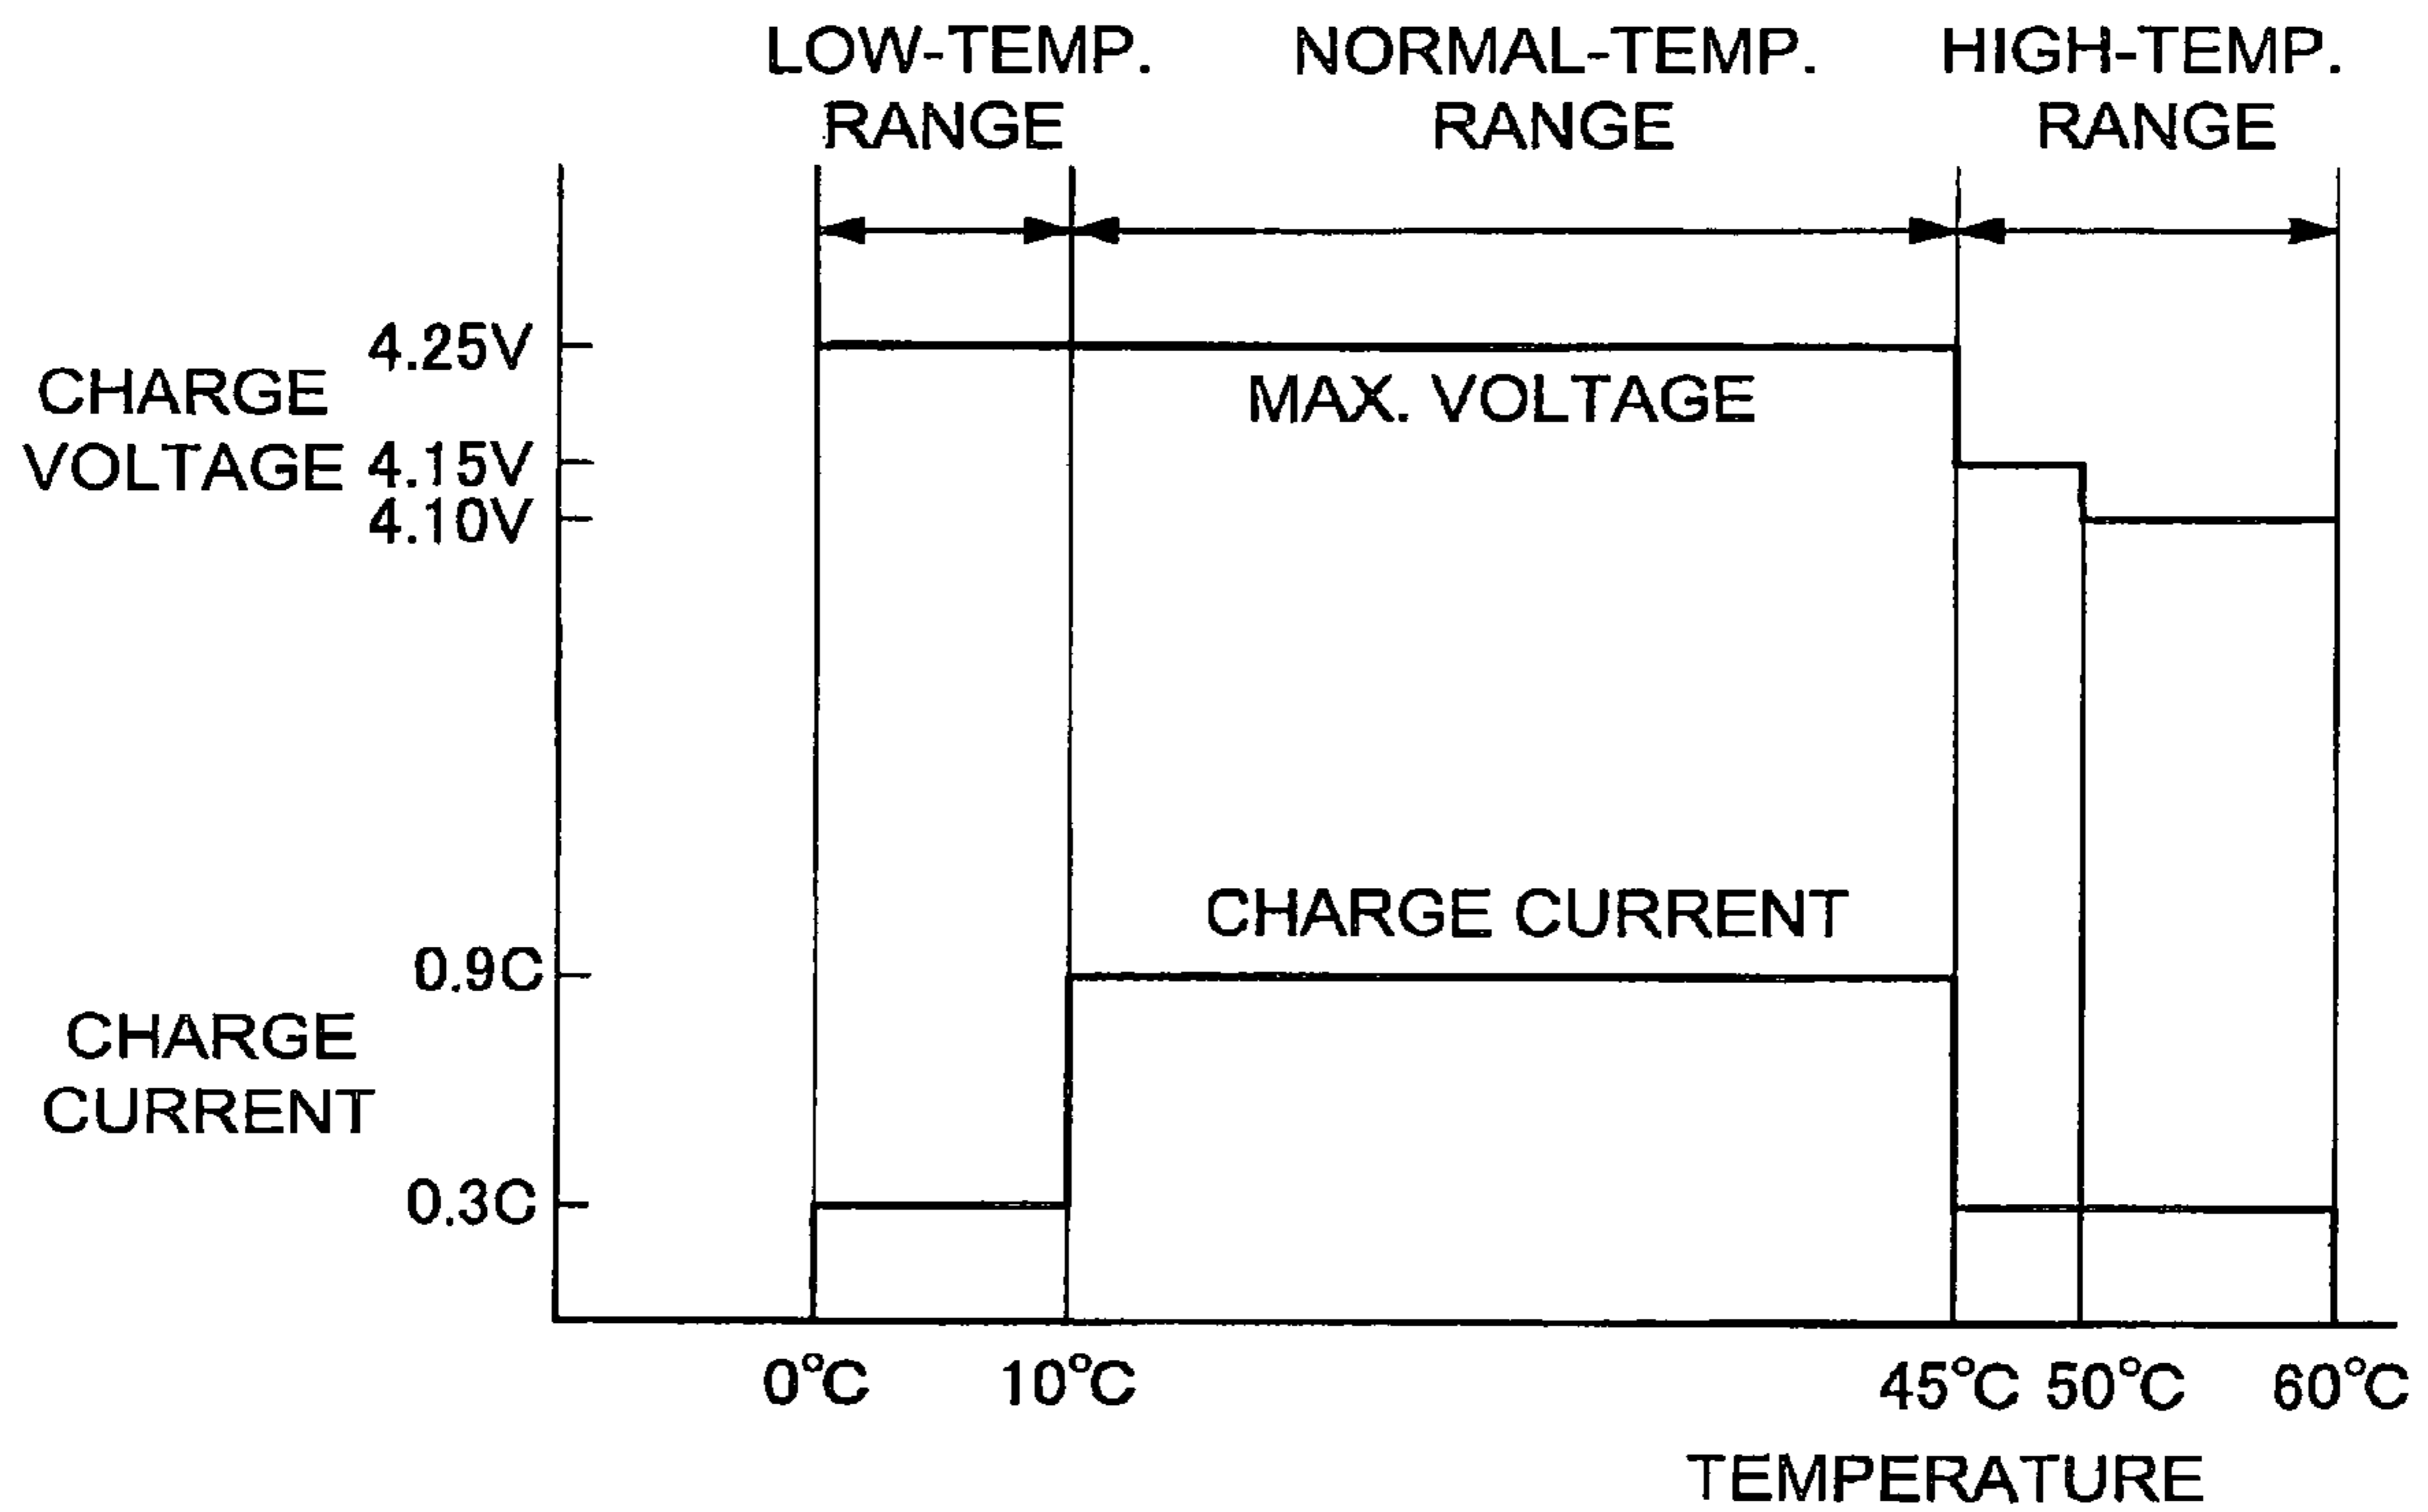 LOW-TEMP. RANGE
NORMAL-TEMP. RANGE
HIGH-TEMP. RANGE
4.25V
CHARGE
VOLTAGE
4.15V
4.10V
MAX. VOLTAGE
CHARGE CURRENT
0.9C
CHARGE
CURRENT
0.3C
0°C
10°C
45°C
50°C
60°C
TEMPERATURE